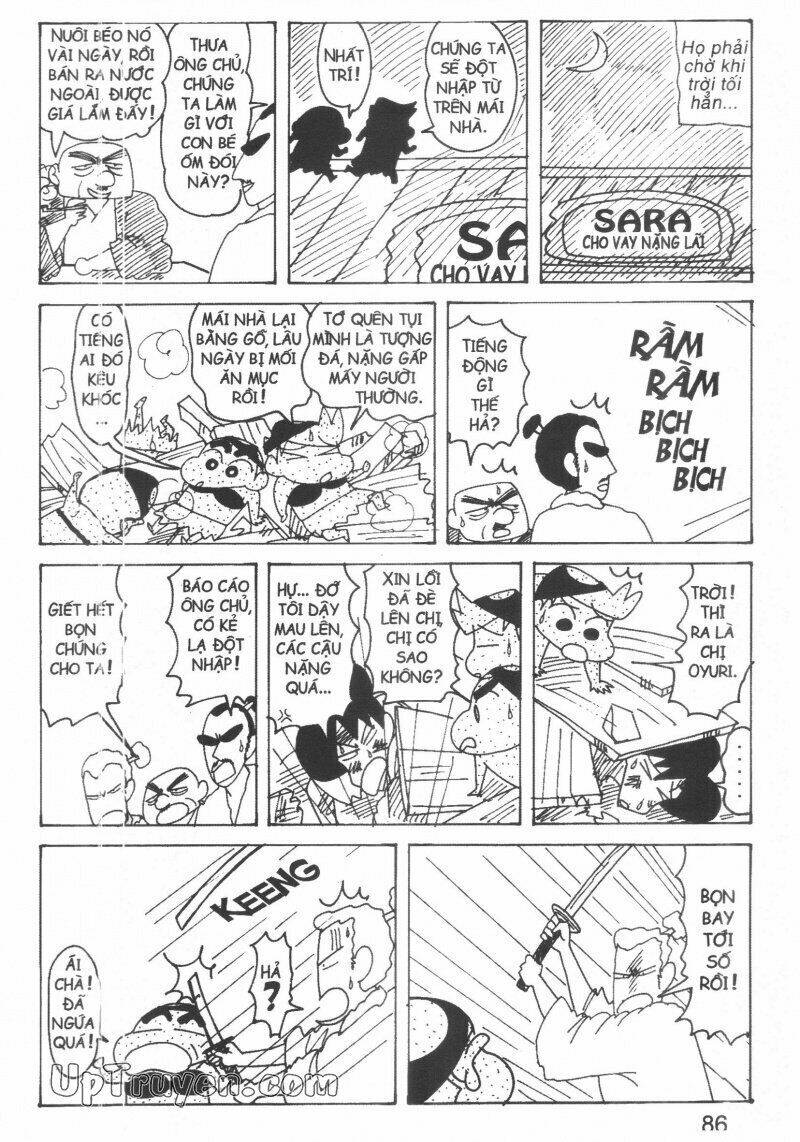 Họ phải
chờ khi
trời tối
hẳn...
SARA
CHO VAY NẶNG LÃI
CHÚNG TA
SẼ ĐỘT
NHẬP TỪ
TRÊN MÁI
NHÀ.
NHẤT
TRÍ!
SA
CHO VAY
THƯA
ÔNG CHỦ,
CHÚNG
TA LÀM
GÌ VỚI
CON BÉ
ỐM ĐÓI
NÀY?
NUÔI BÉO NÓ
VÀI NGÀY, RỒI
BÁN RA NƯỚC
NGOÀI, ĐƯỢC
GIÁ LẮM ĐẤY!
RẦM
RẦM
BỊCH
BỊCH
BỊCH
TIẾNG
ĐỘNG
GÌ
THẾ
HẢ?
TỚ QUÊN TỤI
MÌNH LÀ TƯỢNG
ĐÁ, NẶNG GẤP
MẤY NGƯỜI
THƯỜNG.
MÁI NHÀ LẠI
BẰNG GỖ, LÂU
NGÀY BỊ MỐI
ĂN MỤC
RỒI!
CÓ
TIẾNG
AI ĐÓ
KÊU
KHÓC
...
TRỜI!
THÌ
RA LÀ
CHỊ
OYURI.
......
XIN LỖI
ĐÃ ĐÈ
LÊN CHỊ,
CHỊ CÓ
SAO
KHÔNG?
HỰ... ĐỠ
TÔI DẬY
MAU LÊN,
CÁC CẬU
NẶNG
QUÁ...
BÁO CÁO
ÔNG CHỦ,
CÓ KẺ
LẠ ĐỘT
NHẬP!
GIẾT HẾT
BỌN
CHÚNG
CHO TA!
BỌN
BAY
TỚI
SỐ
RỒI!
KEENG
HẢ
?
ÁI
CHÀ!
ĐÃ
NGỨA
QUÁ!
UpTruyen.com
86